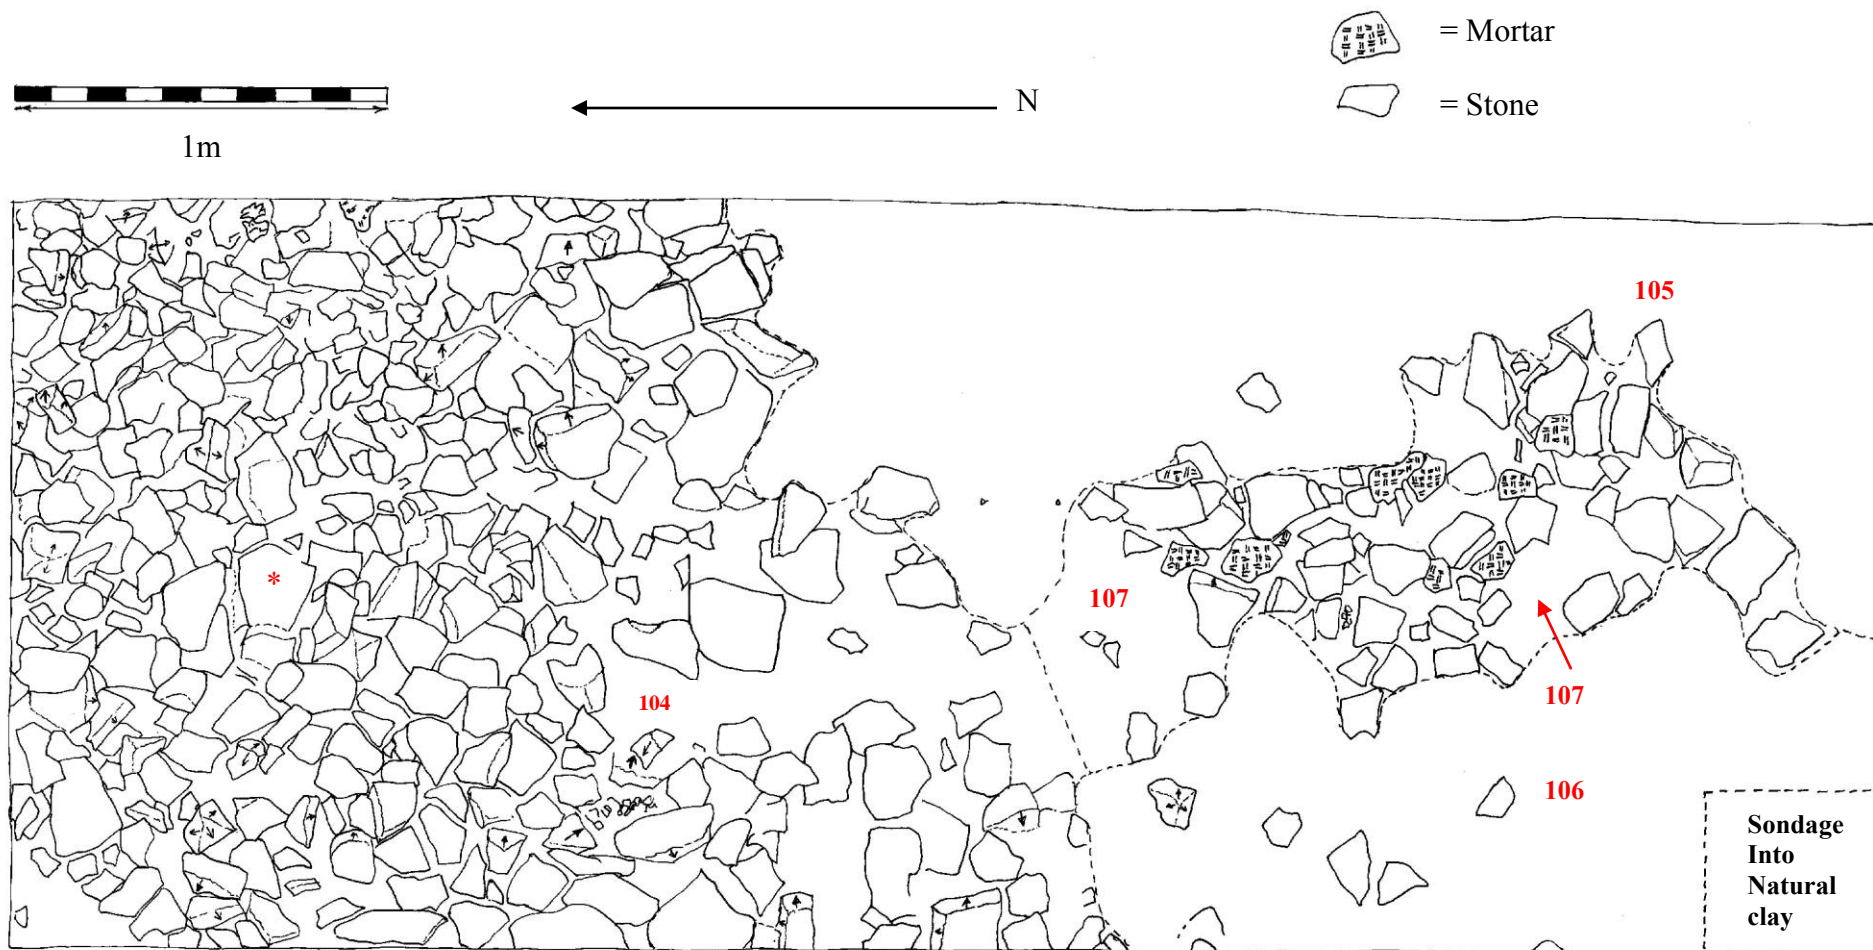 = Mortar
= Stone
1m
N
105
*
107
107
104
106
Sondage
Into
Natural
clay